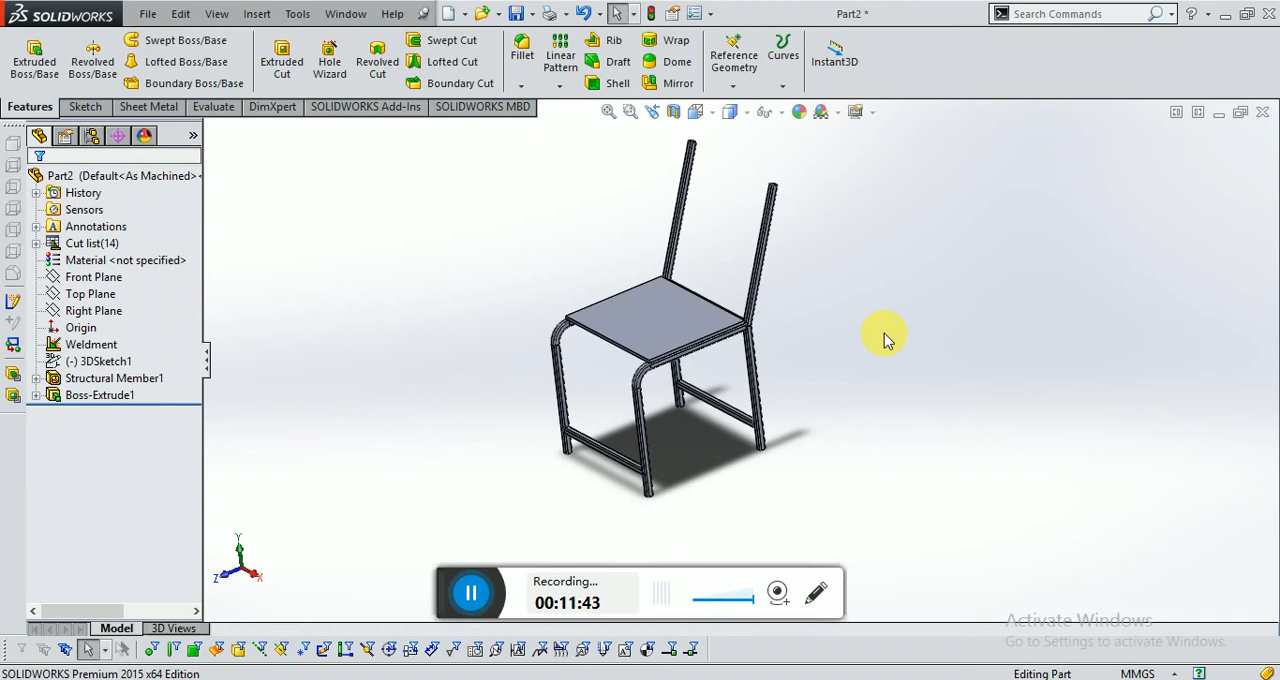 SOLIDWORKS File Edit View Insert Tools Window Help Part2 * Search Commands
Extruded Boss/Base Revolved Boss/Base Swept Boss/Base Lofted Boss/Base Boundary Boss/Base
Extruded Cut Hole Wizard Revolved Cut Swept Cut Lofted Cut Boundary Cut
Fillet Linear Pattern Rib Draft Shell Wrap Dome Mirror
Reference Geometry Curves Instant3D
Features Sketch Sheet Metal Evaluate DimXpert SOLIDWORKS Add-Ins SOLIDWORKS MBD
Part2 (Default<As Machined>
History
Sensors
Annotations
Cut list(14)
Material <not specified>
Front Plane
Top Plane
Right Plane
Origin
Weldment
(-) 3DSketch1
Structural Member1
Boss-Extrude1
Y
Z X
Recording...
00:11:43
Activate Windows
Go to Settings to activate Windows.
Model 3D Views
SOLIDWORKS Premium 2015 x64 Edition Editing Part MMGS